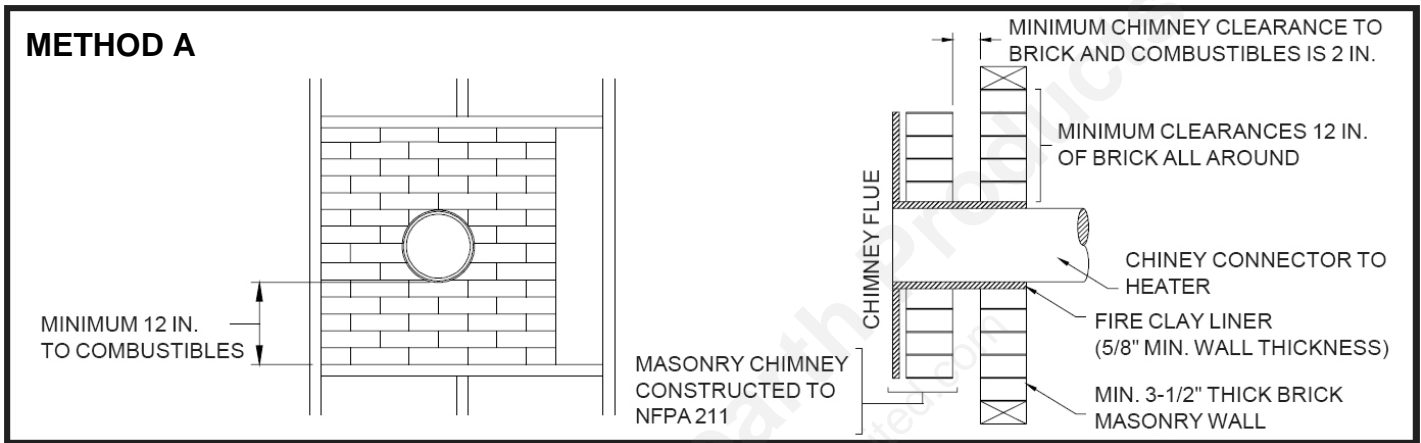 METHOD A
MINIMUM 12 IN.
TO COMBUSTIBLES
MINIMUM CHIMNEY CLEARANCE TO
BRICK AND COMBUSTIBLES IS 2 IN.
MINIMUM CLEARANCES 12 IN.
OF BRICK ALL AROUND
CHIMNEY FLUE
CHINEY CONNECTOR TO
HEATER
FIRE CLAY LINER
(5/8" MIN. WALL THICKNESS)
MASONRY CHIMNEY
CONSTRUCTED TO
NFPA 211
MIN. 3-1/2" THICK BRICK
MASONRY WALL
Products